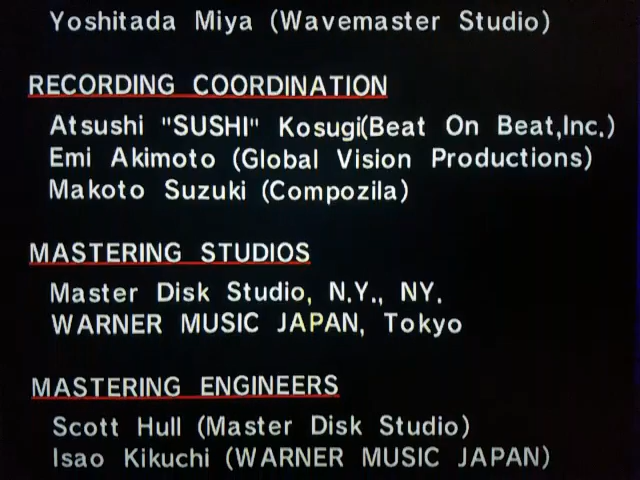 Yoshitada Miya (Wavemaster Studio)
RECORDING COORDINATION
Atsushi "SUSHI" Kosugi(Beat On Beat,Inc.)
Emi Akimoto (Global Vision Productions)
Makoto Suzuki (Compozila)
MASTERING STUDIOS
Master Disk Studio, N.Y., NY.
WARNER MUSIC JAPAN, Tokyo
MASTERING ENGINEERS
Scott Hull (Master Disk Studio)
Isao Kikuchi (WARNER MUSIC JAPAN)